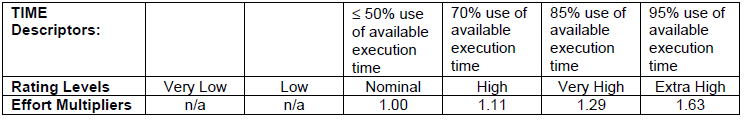 TIME Descriptors: ≤ 50% use of available execution time 70% use of available execution time 85% use of available execution time 95% use of available execution time
Rating Levels Very Low Low Nominal High Very High Extra High
Effort Multipliers n/a n/a 1.00 1.11 1.29 1.63